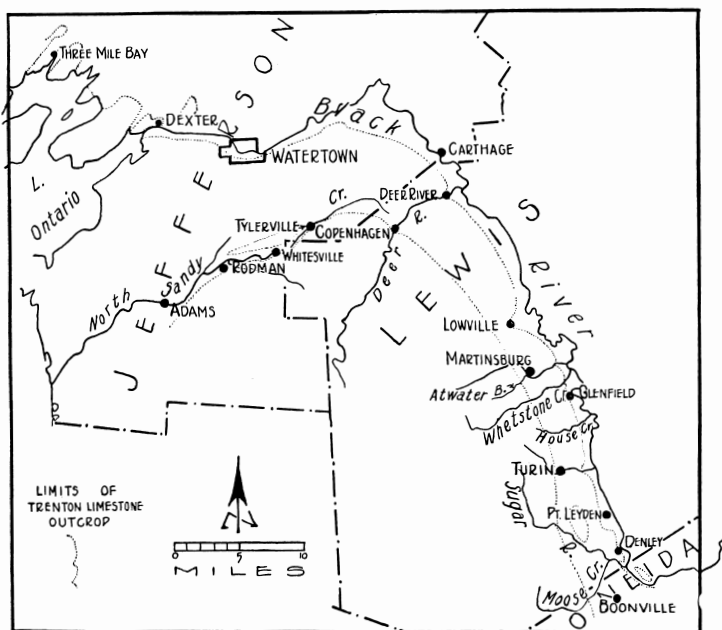 THREE MILE BAY
DEXTER
JEFFERSON
Black
WATERTOWN
CARTHAGE
L.
Ontario
DEER RIVER
Cr.
R.
TYLERVILLE
COPENHAGEN
WHITESVILLE
Sandy
RODMAN
Deer
LEWIS
River
North
ADAMS
LOWVILLE
MARTINSBURG
Atwater B.
Whetstone Cr.
GLENFIELD
House Cr.
TURIN
Sugar
PT. LEYDEN
R.
DENLEY
ONEIDA
Moose Cr.
BOONVILLE
LIMITS OF
TRENTON LIMESTONE
OUTCROP
N
5 10
MILES